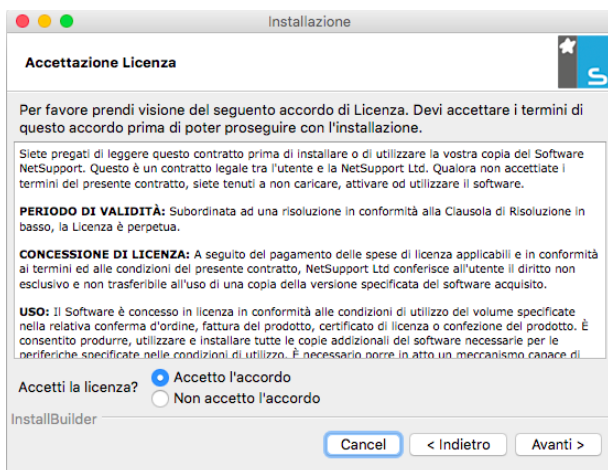 Installazione
Accettazione Licenza
S
Per favore prendi visione del seguento accordo di Licenza. Devi accettare i termini di
questo accordo prima di poter proseguire con l'installazione.
Siete pregati di leggere questo contratto prima di installare o di utilizzare la vostra copia del Software
NetSupport. Questo è un contratto legale tra l'utente e la NetSupport Ltd. Qualora non accettiate i
termini del presente contratto, siete tenuti a non caricare, attivare od utilizzare il software.
PERIODO DI VALIDITÀ: Subordinata ad una risoluzione in conformità alla Clausola di Risoluzione in
basso, la Licenza è perpetua.
CONCESSIONE DI LICENZA: A seguito del pagamento delle spese di licenza applicabili e in conformità
ai termini ed alle condizioni del presente contratto, NetSupport Ltd conferisce all'utente il diritto non
esclusivo e non trasferibile all'uso di una copia della versione specificata del software acquisito.
USO: Il Software è concesso in licenza in conformità alle condizioni di utilizzo del volume specificate
nella relativa conferma d'ordine, fattura del prodotto, certificato di licenza o confezione del prodotto. È
consentito produrre, utilizzare e installare tutte le copie addizionali del software necessarie per le
periferiche specificate nelle condizioni di utilizzo. È necessario porre in atto un meccanismo capace di
Accetti la licenza?
Accetto l'accordo
Non accetto l'accordo
InstallBuilder
Cancel
< Indietro
Avanti >